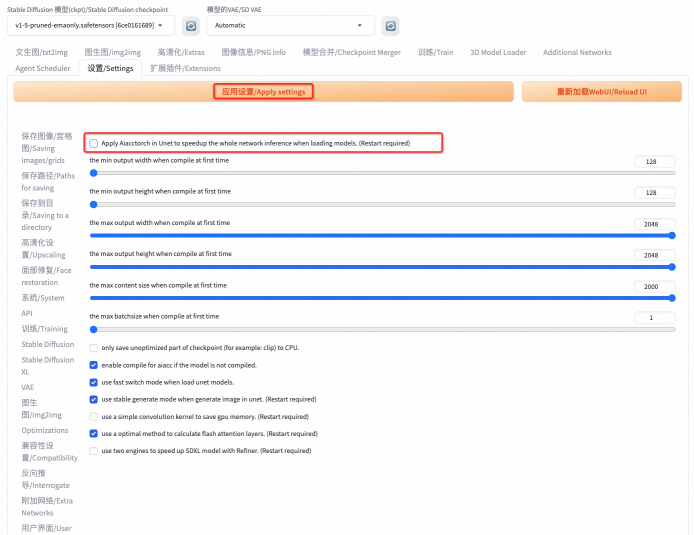 Stable Diffusion 模型(ckpt)/Stable Diffusion checkpoint
模型的VAE/SD VAE
v1-5-pruned-emaonly.safetensors [6ce0161689]
Automatic
文生图/txt2img
图生图/img2img
高清化/Extras
图像信息/PNG Info
模型合并/Checkpoint Merger
训练/Train
3D Model Loader
Additional Networks
Agent Scheduler
设置/Settings
扩展插件/Extensions
应用设置/Apply settings
重新加载WebUI/Reload UI
保存图像/宫格
图/Saving
images/grids
保存路径/Paths
for saving
保存到目
录/Saving to a
directory
高清化设
置/Upscaling
面部修复/Face
restoration
系统/System
API
训练/Training
Stable Diffusion
Stable Diffusion
XL
VAE
图生
图/img2img
Optimizations
兼容性设
置/Compatibility
反向推
导/Interrogate
附加网络/Extra
Networks
用户界面/User
Apply Aiacctorch in Unet to speedup the whole network inference when loading models. (Restart required)
the min output width when compile at first time
128
the min output height when compile at first time
128
the max output width when compile at first time
2048
the max output height when compile at first time
2048
the max content size when compile at first time
2000
the max batchsize when compile at first time
1
only save unoptimized part of checkpoint (for example: clip) to CPU.
enable compile for aiacc if the model is not compiled.
use fast switch mode when load unet models.
use stable generate mode when generate image in unet. (Restart required)
use a simple convolution kernel to save gpu memory. (Restart required)
use a optimal method to calculate flash attention layers. (Restart required)
use two engines to speed up SDXL model with Refiner. (Restart required)